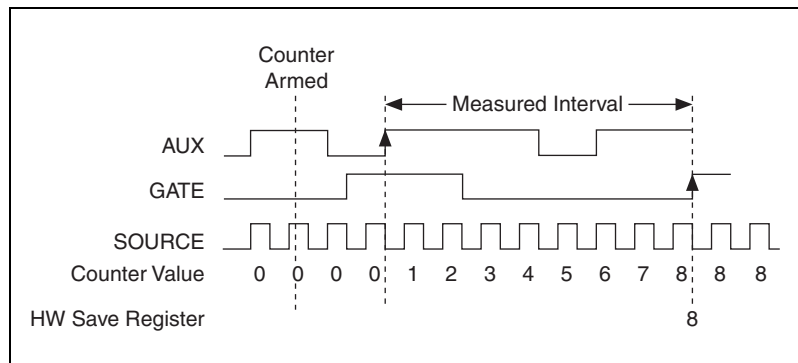 Counter
Armed
Measured Interval
AUX
GATE
SOURCE
Counter Value 0 0 0 0 1 2 3 4 5 6 7 8 8 8
HW Save Register 8